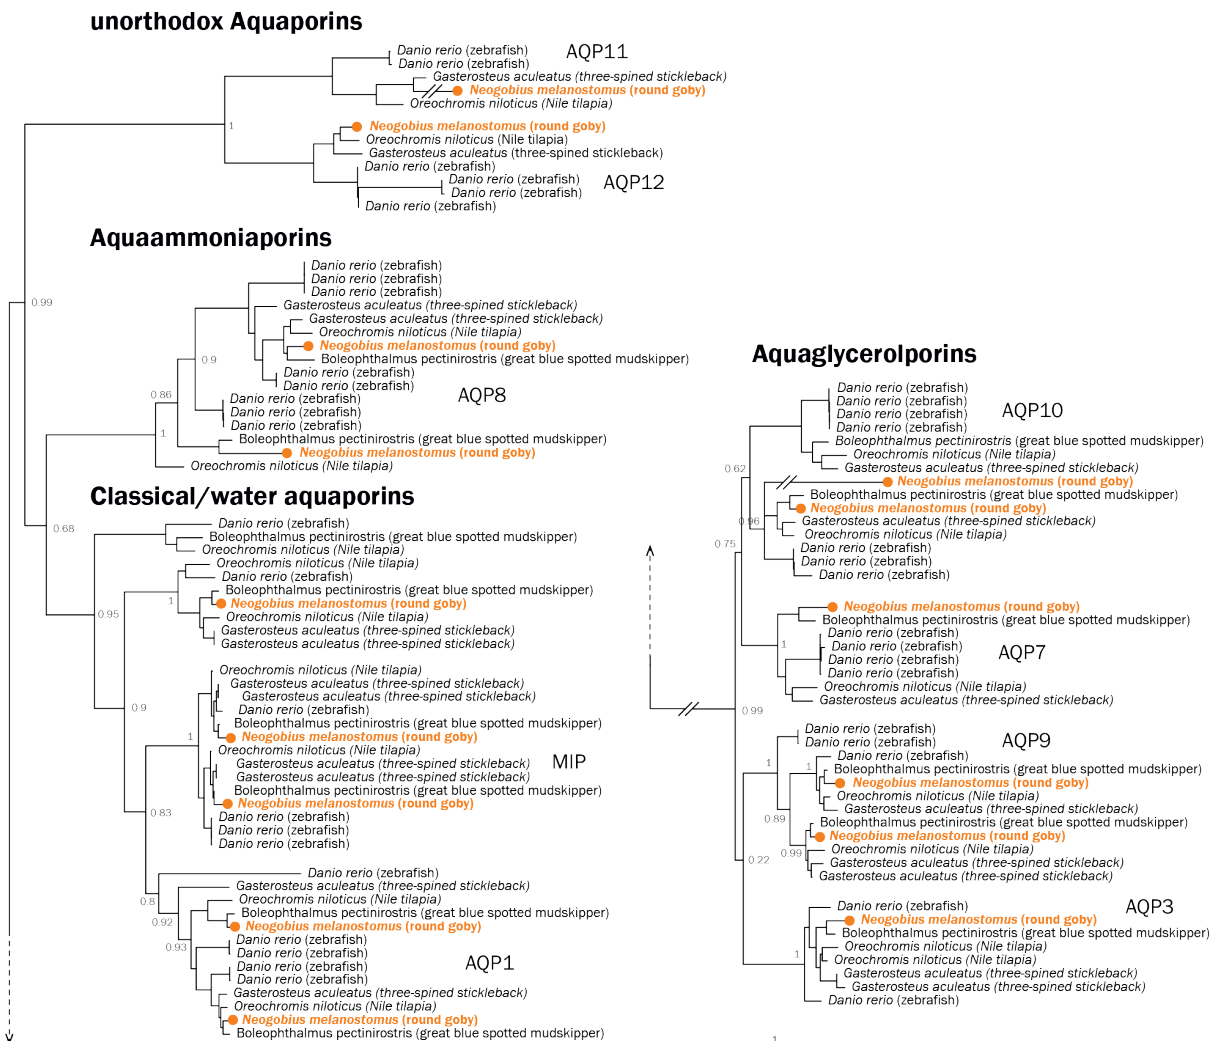 unorthodox Aquaporins
Danio rerio (zebrafish)
AQP11
Danio rerio (zebrafish)
Gasterosteus aculeatus (three-spined stickleback)
Neogobius melanostomus (round goby)
Oreochromis niloticus (Nile tilapia)
1
Neogobius melanostomus (round goby)
Oreochromis niloticus (Nile tilapia)
Gasterosteus aculeatus (three-spined stickleback)
Danio rerio (zebrafish)
Danio rerio (zebrafish)
AQP12
Danio rerio (zebrafish)
Danio rerio (zebrafish)
Aquaammoniaporins
0.99
Danio rerio (zebrafish)
Danio rerio (zebrafish)
Danio rerio (zebrafish)
Gasterosteus aculeatus (three-spined stickleback)
Gasterosteus aculeatus (three-spined stickleback)
Oreochromis niloticus (Nile tilapia)
Neogobius melanostomus (round goby)
0.9
Boleophthalmus pectinirostris (great blue spotted mudskipper)
Danio rerio (zebrafish)
Danio rerio (zebrafish)
0.86
AQP8
Danio rerio (zebrafish)
Danio rerio (zebrafish)
Danio rerio (zebrafish)
1
Boleophthalmus pectinirostris (great blue spotted mudskipper)
Neogobius melanostomus (round goby)
Oreochromis niloticus (Nile tilapia)
Classical/water aquaporins
0.68
Danio rerio (zebrafish)
Boleophthalmus pectinirostris (great blue spotted mudskipper)
Oreochromis niloticus (Nile tilapia)
Oreochromis niloticus (Nile tilapia)
Danio rerio (zebrafish)
Boleophthalmus pectinirostris (great blue spotted mudskipper)
1
Neogobius melanostomus (round goby)
0.95
Oreochromis niloticus (Nile tilapia)
Gasterosteus aculeatus (three-spined stickleback)
Gasterosteus aculeatus (three-spined stickleback)
Oreochromis niloticus (Nile tilapia)
Gasterosteus aculeatus (three-spined stickleback)
Gasterosteus aculeatus (three-spined stickleback)
0.9
Danio rerio (zebrafish)
Boleophthalmus pectinirostris (great blue spotted mudskipper)
1
Neogobius melanostomus (round goby)
Oreochromis niloticus (Nile tilapia)
Gasterosteus aculeatus (three-spined stickleback)
MIP
Gasterosteus aculeatus (three-spined stickleback)
Boleophthalmus pectinirostris (great blue spotted mudskipper)
Neogobius melanostomus (round goby)
0.83
Danio rerio (zebrafish)
Danio rerio (zebrafish)
Danio rerio (zebrafish)
Danio rerio (zebrafish)
Gasterosteus aculeatus (three-spined stickleback)
0.8
Oreochromis niloticus (Nile tilapia)
Boleophthalmus pectinirostris (great blue spotted mudskipper)
0.92
Neogobius melanostomus (round goby)
Danio rerio (zebrafish)
0.93
Danio rerio (zebrafish)
AQP1
Danio rerio (zebrafish)
Danio rerio (zebrafish)
Gasterosteus aculeatus (three-spined stickleback)
Oreochromis niloticus (Nile tilapia)
Neogobius melanostomus (round goby)
Boleophthalmus pectinirostris (great blue spotted mudskipper)
Aquaglycerolporins
Danio rerio (zebrafish)
Danio rerio (zebrafish)
AQP10
Danio rerio (zebrafish)
Danio rerio (zebrafish)
Boleophthalmus pectinirostris (great blue spotted mudskipper)
Oreochromis niloticus (Nile tilapia)
0.62
Gasterosteus aculeatus (three-spined stickleback)
Neogobius melanostomus (round goby)
Boleophthalmus pectinirostris (great blue spotted mudskipper)
Neogobius melanostomus (round goby)
0.96
Gasterosteus aculeatus (three-spined stickleback)
Oreochromis niloticus (Nile tilapia)
0.75
Danio rerio (zebrafish)
Danio rerio (zebrafish)
Danio rerio (zebrafish)
Neogobius melanostomus (round goby)
Boleophthalmus pectinirostris (great blue spotted mudskipper)
Danio rerio (zebrafish)
1
Danio rerio (zebrafish)
AQP7
Danio rerio (zebrafish)
Danio rerio (zebrafish)
Oreochromis niloticus (Nile tilapia)
Gasterosteus aculeatus (three-spined stickleback)
0.99
Danio rerio (zebrafish)
AQP9
Danio rerio (zebrafish)
Danio rerio (zebrafish)
1
1
Boleophthalmus pectinirostris (great blue spotted mudskipper)
Neogobius melanostomus (round goby)
Oreochromis niloticus (Nile tilapia)
Gasterosteus aculeatus (three-spined stickleback)
0.89
Boleophthalmus pectinirostris (great blue spotted mudskipper)
Neogobius melanostomus (round goby)
0.99
Oreochromis niloticus (Nile tilapia)
0.22
Gasterosteus aculeatus (three-spined stickleback)
Gasterosteus aculeatus (three-spined stickleback)
Danio rerio (zebrafish)
AQP3
Neogobius melanostomus (round goby)
Boleophthalmus pectinirostris (great blue spotted mudskipper)
Oreochromis niloticus (Nile tilapia)
1
Oreochromis niloticus (Nile tilapia)
Gasterosteus aculeatus (three-spined stickleback)
Gasterosteus aculeatus (three-spined stickleback)
Danio rerio (zebrafish)
1